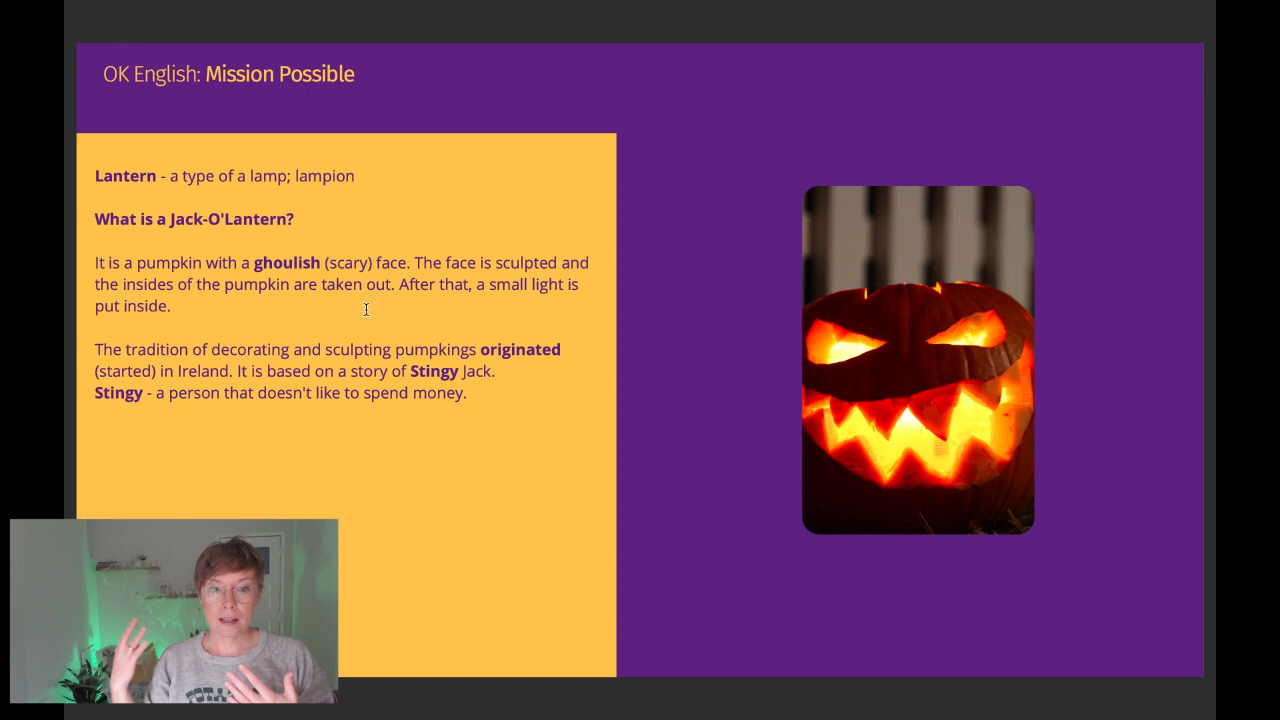 OK English: Mission Possible
Lantern - a type of a lamp; lampion
What is a Jack-O'Lantern?
It is a pumpkin with a ghoulish (scary) face. The face is sculpted and
the insides of the pumpkin are taken out. After that, a small light is
put inside.
The tradition of decorating and sculpting pumpkings originated
(started) in Ireland. It is based on a story of Stingy Jack.
Stingy - a person that doesn't like to spend money.